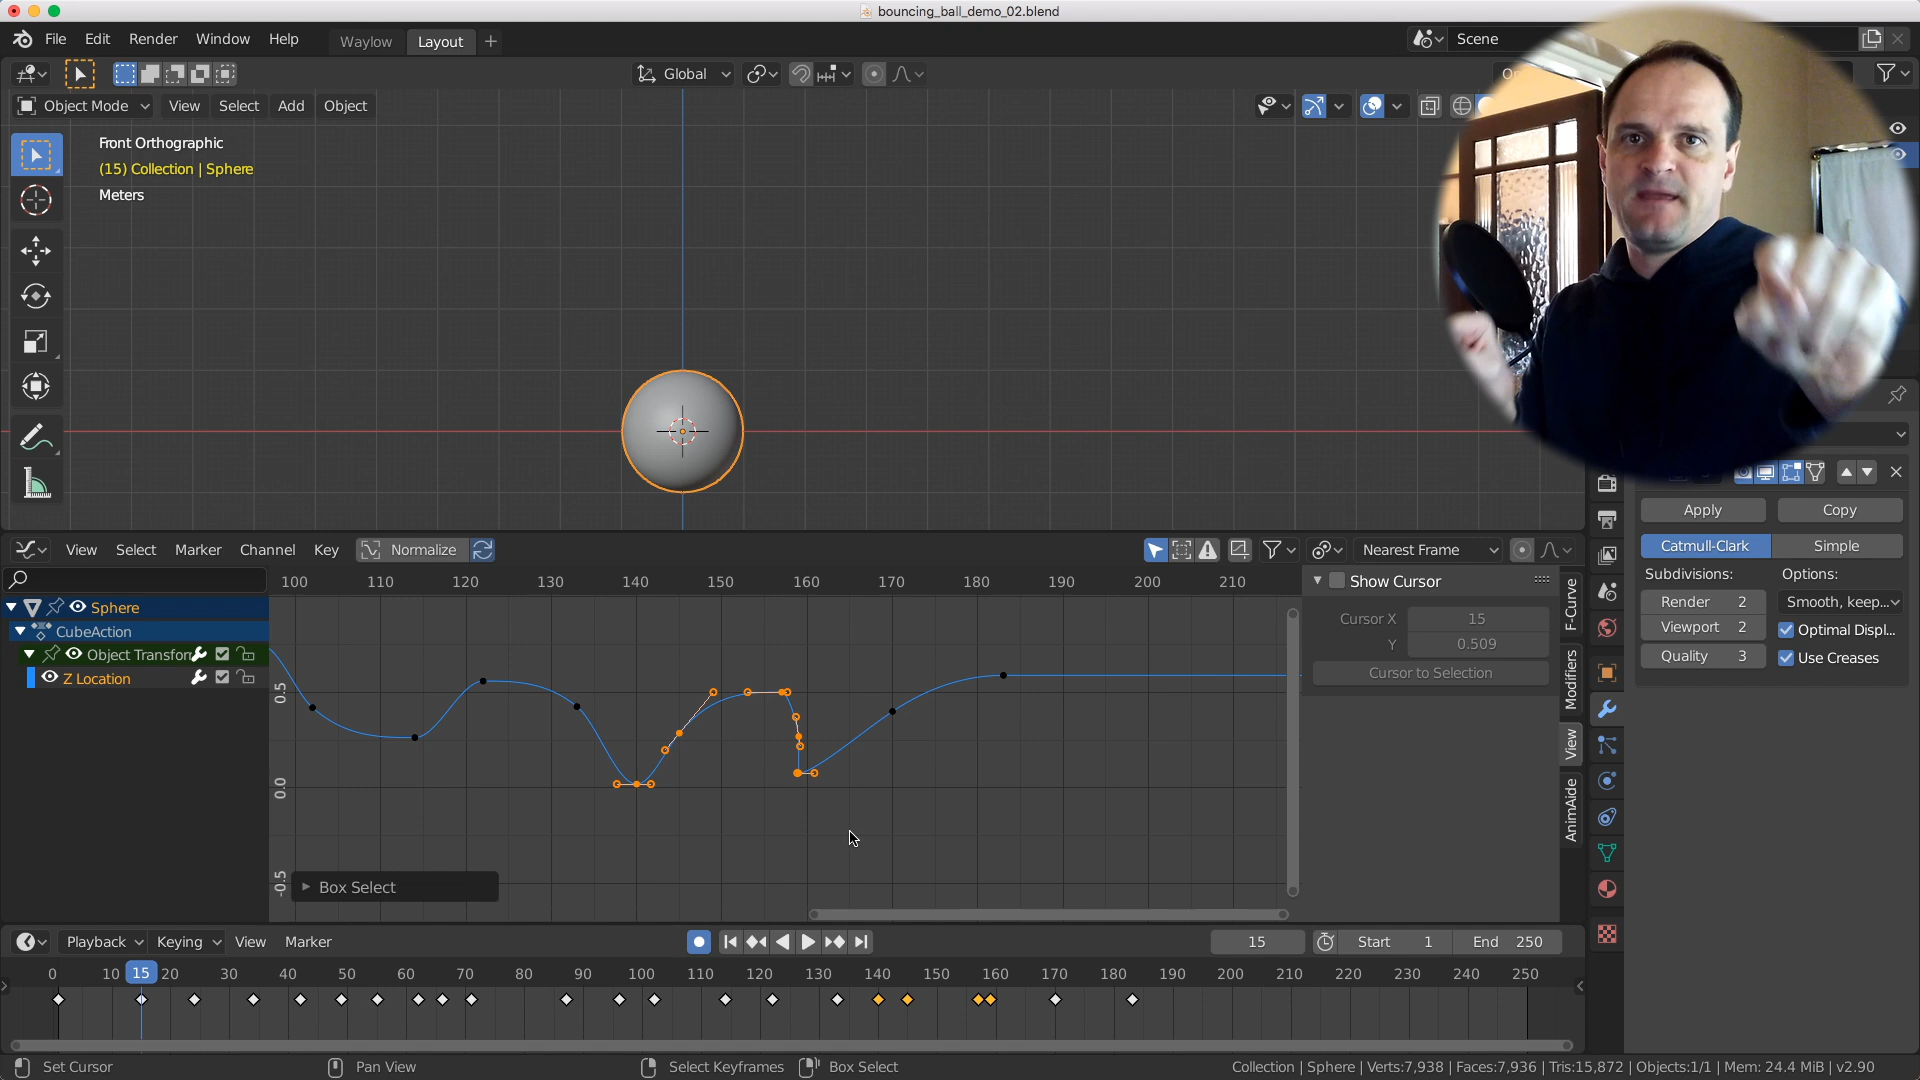 bouncing_ball_demo_02.blend
File Edit Render Window Help Waylow Layout + Scene
Global
Object Mode View Select Add Object
Front Orthographic
(15) Collection | Sphere
Meters
Apply Copy
Catmull-Clark Simple
Subdivisions: Options:
Render 2 Smooth, keep...
Viewport 2 Optimal Displ...
Quality 3 Use Creases
View Select Marker Channel Key Normalize Nearest Frame
100 110 120 130 140 150 160 170 180 190 200 210
Sphere
CubeAction
Object Transfor
Z Location
0.5
0.0
-0.5
Box Select
Show Cursor
Cursor X 15
Y 0.509
Cursor to Selection
F-Curve
Modifiers
View
AnimAide
Playback Keying View Marker 15 Start 1 End 250
0 10 15 20 30 40 50 60 70 80 90 100 110 120 130 140 150 160 170 180 190 200 210 220 230 240 250
Set Cursor Pan View Select Keyframes Box Select Collection | Sphere | Verts:7,938 | Faces:7,936 | Tris:15,872 | Objects:1/1 | Mem: 24.4 MiB | v2.90